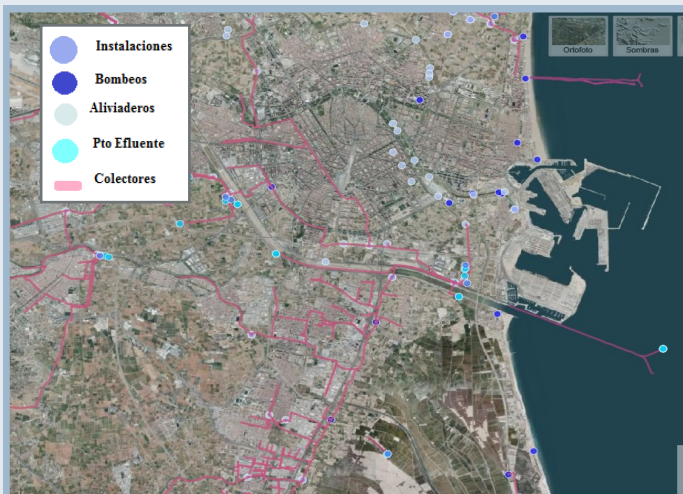 Ortofoto
Sombras
Instalaciones
Bombeos
Aliviaderos
Pto Efluente
Colectores